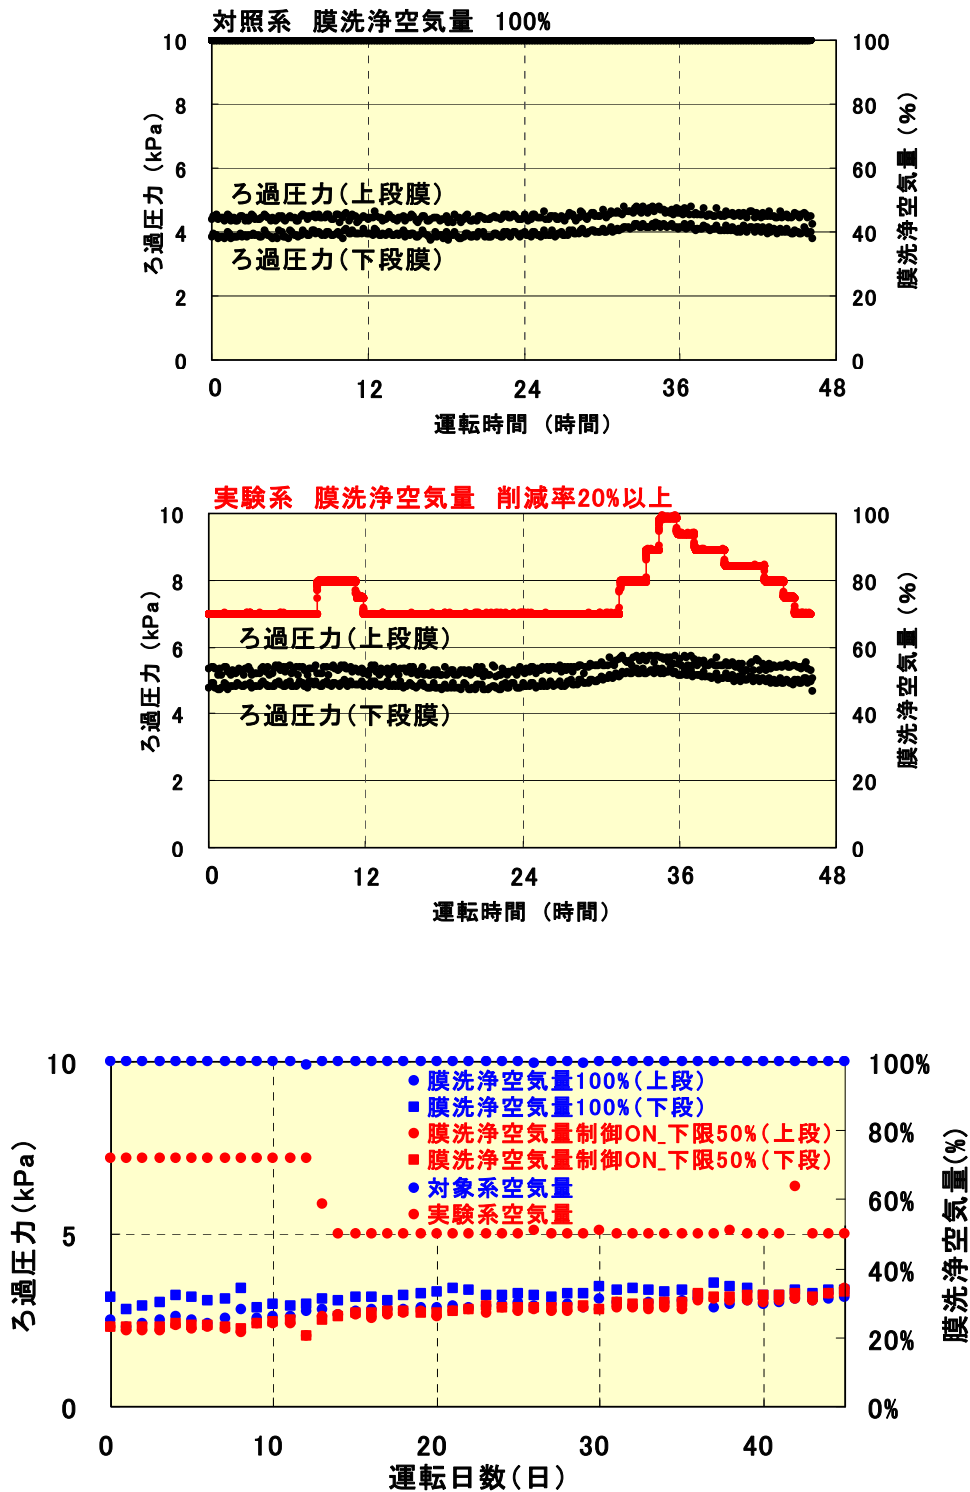 対照系 膜洗浄空気量 100%
10 100
8 80
6 60
ろ過圧力(上段膜)
4 40
ろ過圧力(下段膜)
2 20
0 0
0 12 24 36 48
運転時間 (時間)
ろ過圧力 (kPa)
膜洗浄空気量 (%)
実験系 膜洗浄空気量 削減率20%以上
10 100
8 80
ろ過圧力(上段膜)
6 60
ろ過圧力(下段膜)
4 40
2 20
0 0
0 12 24 36 48
運転時間 (時間)
ろ過圧力 (kPa)
膜洗浄空気量 (%)
10 100%
膜洗浄空気量100%(上段)
膜洗浄空気量100%(下段)
膜洗浄空気量制御ON_下限50%(上段)
80%
膜洗浄空気量制御ON_下限50%(下段)
対象系空気量
60%
実験系空気量
5
40%
20%
0 0%
0 10 20 30 40
運転日数(日)
ろ過圧力(kPa)
膜洗浄空気量(%)